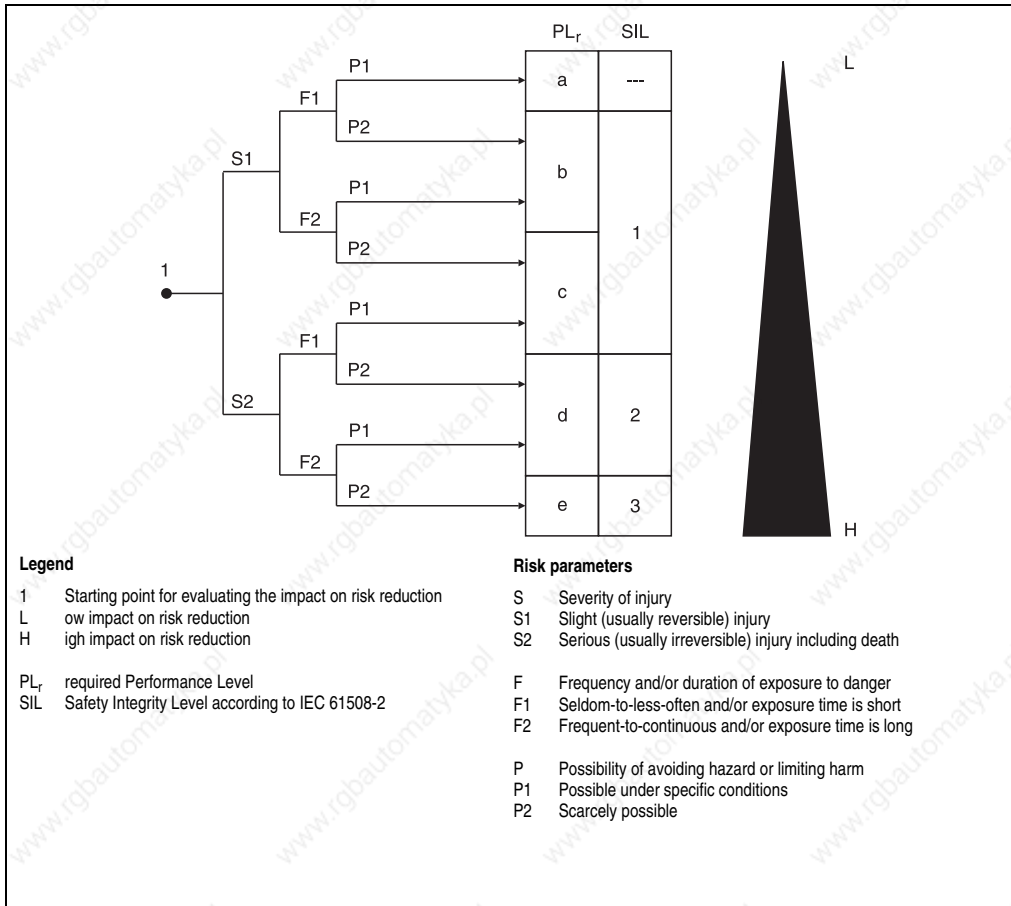 PLr SIL
P1
a --- L
F1
P2
S1
b
P1
F2
1
P2
1
c
P1
F1
P2
S2
d 2
P1
F2
P2
e 3
H
Legend
1 Starting point for evaluating the impact on risk reduction
L ow impact on risk reduction
H igh impact on risk reduction
PLr required Performance Level
SIL Safety Integrity Level according to IEC 61508-2
Risk parameters
S Severity of injury
S1 Slight (usually reversible) injury
S2 Serious (usually irreversible) injury including death
F Frequency and/or duration of exposure to danger
F1 Seldom-to-less-often and/or exposure time is short
F2 Frequent-to-continuous and/or exposure time is long
P Possibility of avoiding hazard or limiting harm
P1 Possible under specific conditions
P2 Scarcely possible
www.rgbautomatyka.pl